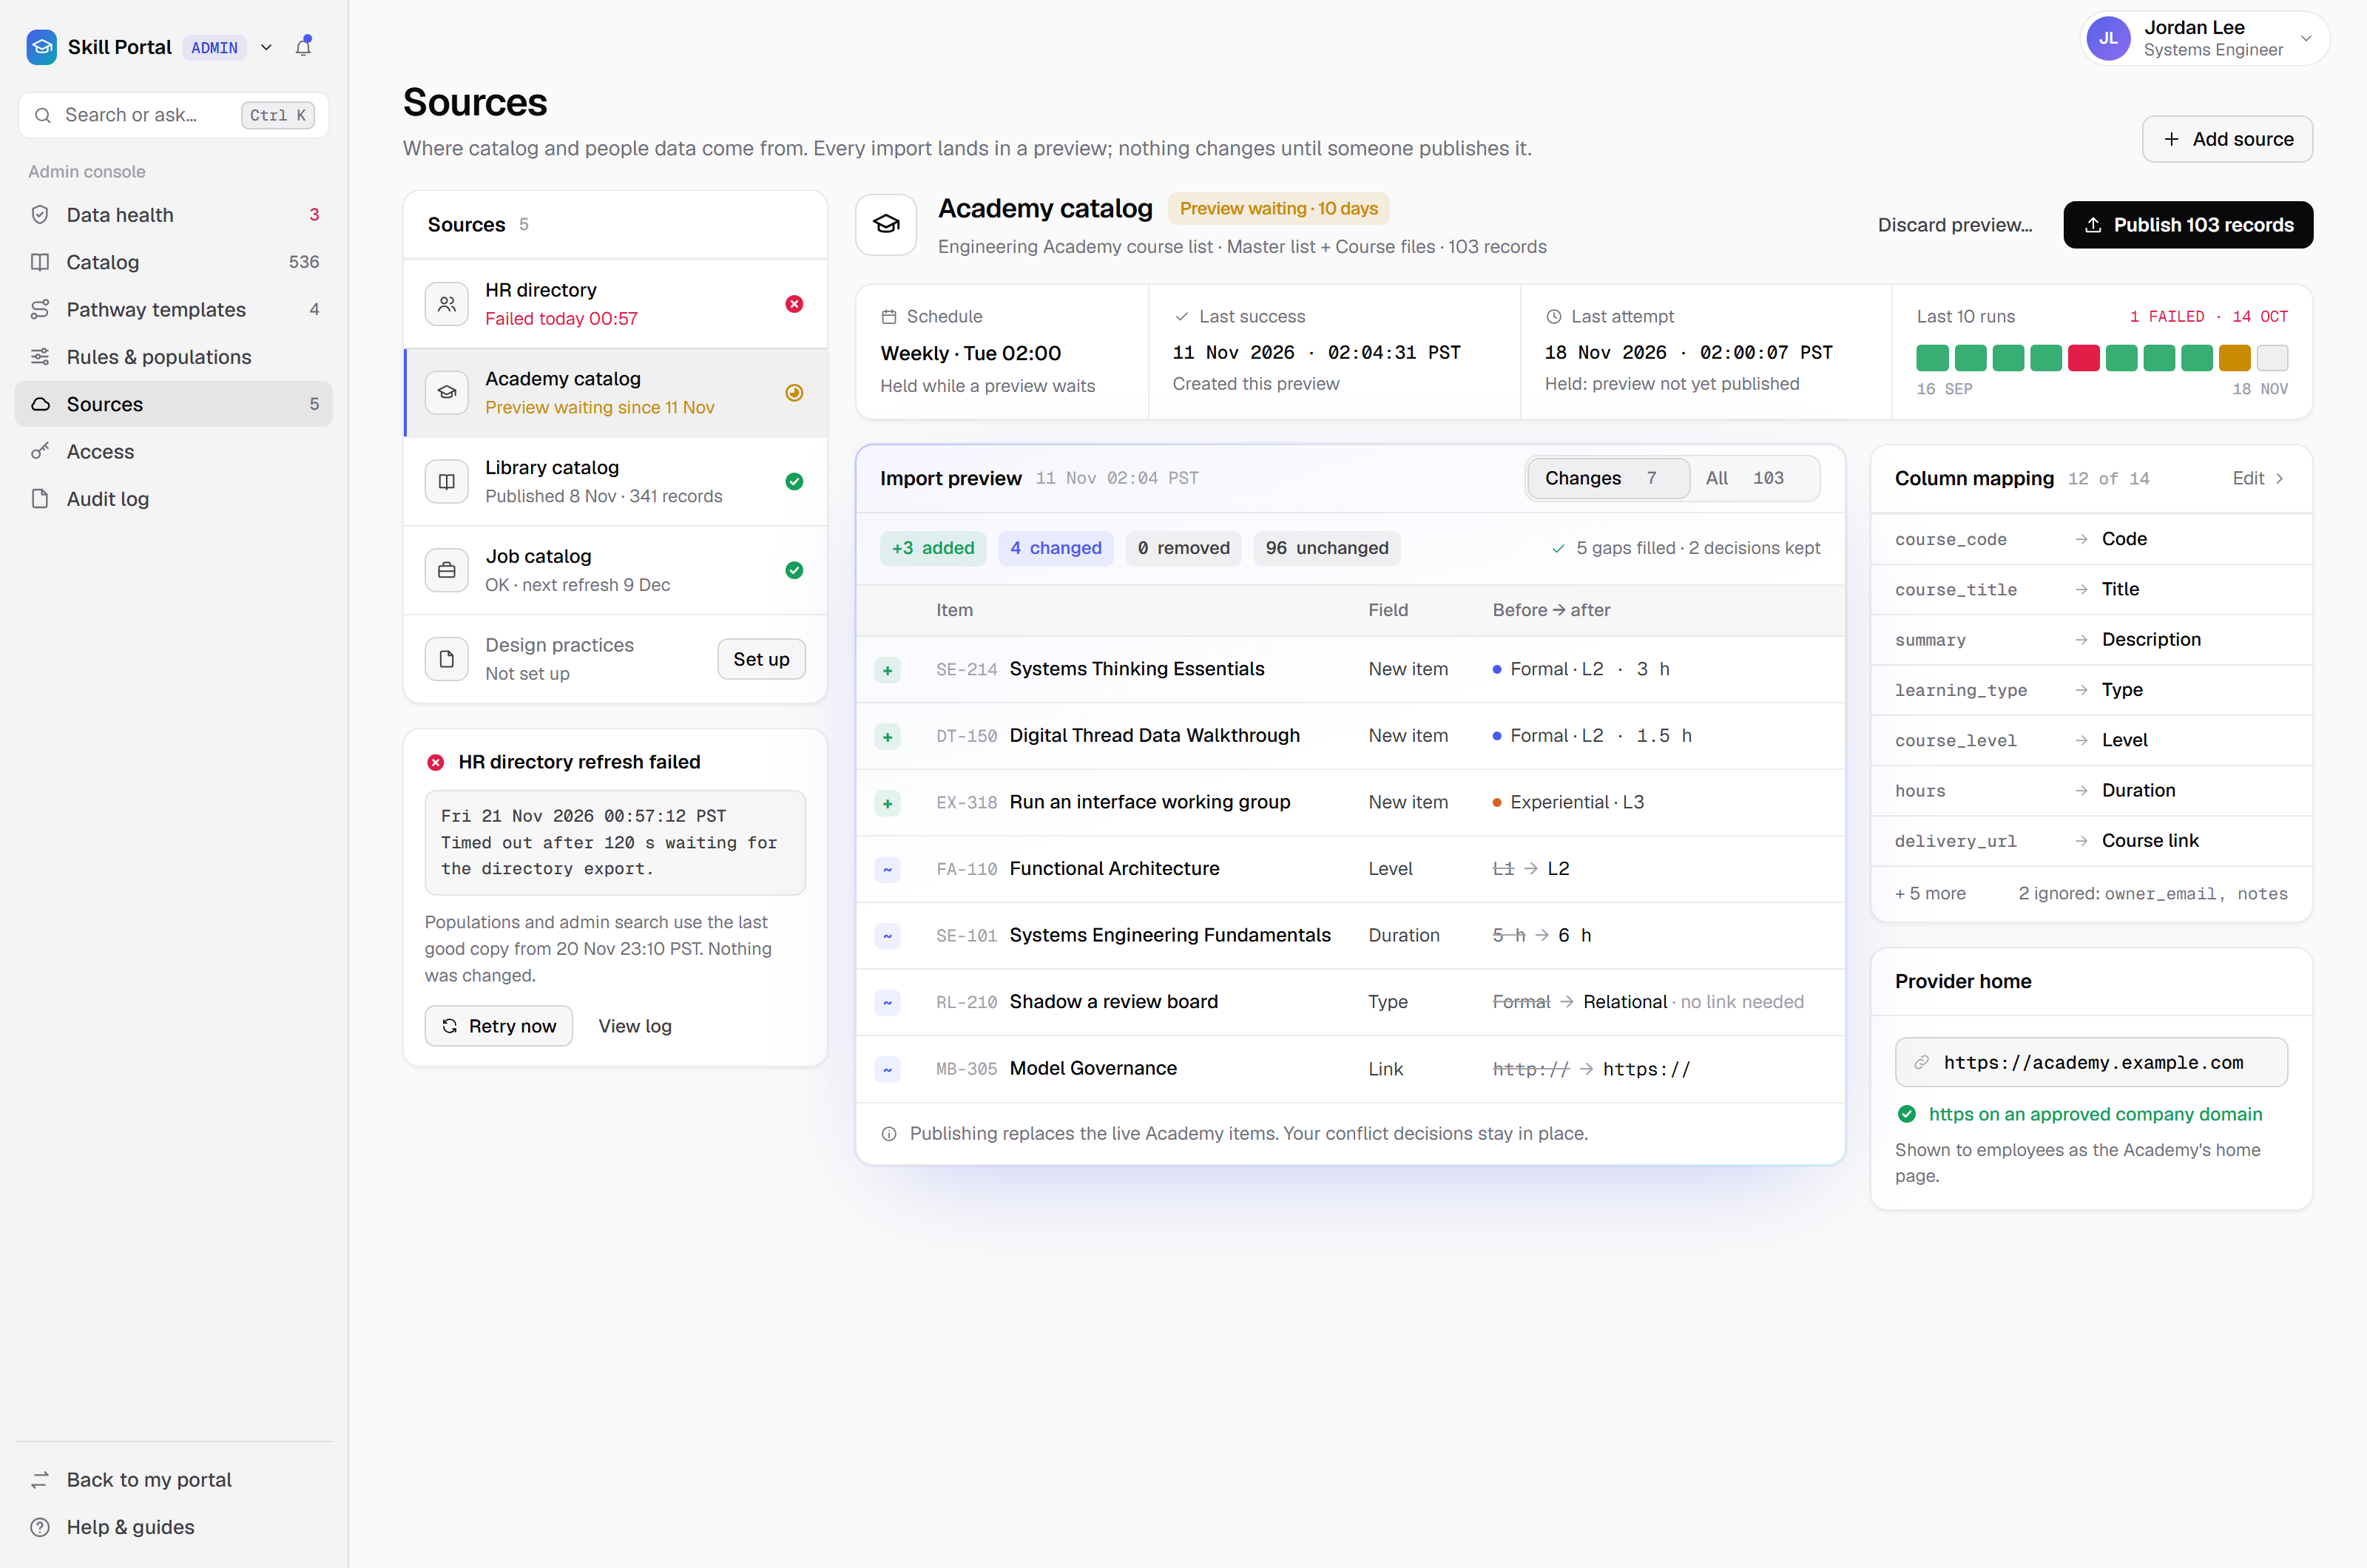 Skill Portal ADMIN
Search or ask... Ctrl K
Admin console
Data health 3
Catalog 536
Pathway templates 4
Rules & populations
Sources 5
Access
Audit log
Back to my portal
Help & guides
JL
Jordan Lee
Systems Engineer
Sources
Where catalog and people data come from. Every import lands in a preview; nothing changes until someone publishes it.
Add source
Sources 5
HR directory
Failed today 00:57
Academy catalog
Preview waiting since 11 Nov
Library catalog
Published 8 Nov · 341 records
Job catalog
OK · next refresh 9 Dec
Design practices
Not set up
Set up
HR directory refresh failed
Fri 21 Nov 2026 00:57:12 PST
Timed out after 120 s waiting for
the directory export.
Populations and admin search use the last
good copy from 20 Nov 23:10 PST. Nothing
was changed.
Retry now View log
Academy catalog Preview waiting · 10 days
Engineering Academy course list · Master list + Course files · 103 records
Discard preview... Publish 103 records
Schedule
Weekly · Tue 02:00
Held while a preview waits
Last success
11 Nov 2026 · 02:04:31 PST
Created this preview
Last attempt
18 Nov 2026 · 02:00:07 PST
Held: preview not yet published
Last 10 runs 1 FAILED · 14 OCT
16 SEP 18 NOV
Import preview 11 Nov 02:04 PST
Changes 7 All 103
+3 added 4 changed 0 removed 96 unchanged
5 gaps filled · 2 decisions kept
Item Field Before → after
+ SE-214 Systems Thinking Essentials New item Formal · L2 · 3 h
+ DT-150 Digital Thread Data Walkthrough New item Formal · L2 · 1.5 h
+ EX-318 Run an interface working group New item Experiential · L3
~ FA-110 Functional Architecture Level L1 → L2
~ SE-101 Systems Engineering Fundamentals Duration 5 h → 6 h
~ RL-210 Shadow a review board Type Formal → Relational · no link needed
~ MB-305 Model Governance Link http:// → https://
Publishing replaces the live Academy items. Your conflict decisions stay in place.
Column mapping 12 of 14 Edit
course_code → Code
course_title → Title
summary → Description
learning_type → Type
course_level → Level
hours → Duration
delivery_url → Course link
+ 5 more 2 ignored: owner_email, notes
Provider home
https://academy.example.com
https on an approved company domain
Shown to employees as the Academy's home
page.